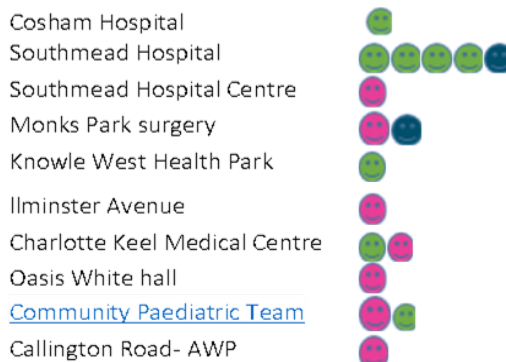 Cosham Hospital
Southmead Hospital
Southmead Hospital Centre
Monks Park surgery
Knowle West Health Park
Ilminster Avenue
Charlotte Keel Medical Centre
Oasis White hall
Community Paediatric Team
Callington Road- AWP